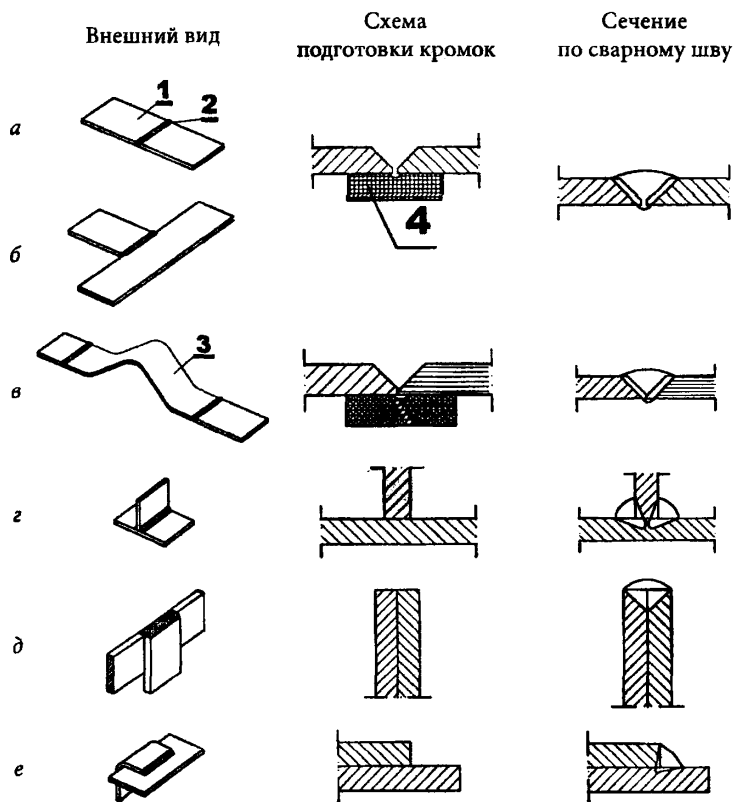 Внешний вид
Схема
подготовки кромок
Сечение
по сварному шву
а
1
2
4
б
в
3
г
д
е